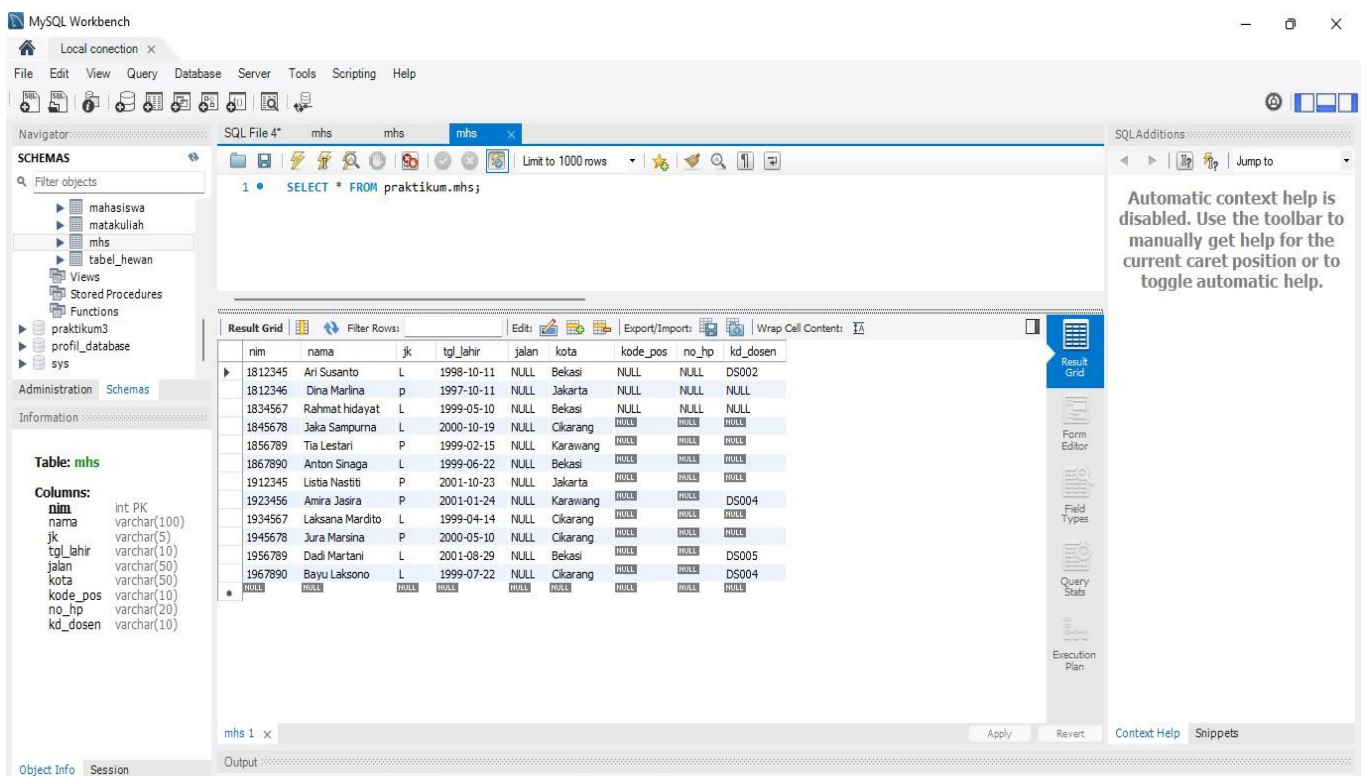 MySQL Workbench
Local conection ×
File Edit View Query Database Server Tools Scripting Help
Navigator
SCHEMAS
Filter objects
mahasiswa
matakuliah
mhs
tabel_hewan
Views
Stored Procedures
Functions
praktikum3
profil_database
sys
Administration Schemas
Information
Table: mhs
Columns:
nim int PK
nama varchar(100)
jk varchar(5)
tgl_lahir varchar(10)
jalan varchar(50)
kota varchar(50)
kode_pos varchar(10)
no_hp varchar(20)
kd_dosen varchar(10)
Object Info Session
SQL File 4* mhs mhs mhs ×
Limit to 1000 rows
1 SELECT * FROM praktikum.mhs;
Result Grid Filter Rows: Edit: Export/Import: Wrap Cell Content:
nim nama jk tgl_lahir jalan kota kode_pos no_hp kd_dosen
1812345 Ari Susanto L 1998-10-11 NULL Bekasi NULL NULL DS002
1812346 Dina Marlina p 1997-10-11 NULL Jakarta NULL NULL NULL
1834567 Rahmat hidayat L 1999-05-10 NULL Bekasi NULL NULL NULL
1845678 Jaka Sampurna L 2000-10-19 NULL Cikarang NULL NULL NULL
1856789 Tia Lestari P 1999-02-15 NULL Karawang NULL NULL NULL
1867890 Anton Sinaga L 1999-06-22 NULL Bekasi NULL NULL NULL
1912345 Listia Nastiti P 2001-10-23 NULL Jakarta NULL NULL NULL
1923456 Amira Jasira P 2001-01-24 NULL Karawang NULL NULL DS004
1934567 Laksana Mardito L 1999-04-14 NULL Cikarang NULL NULL NULL
1945678 Jura Marsina P 2000-05-10 NULL Cikarang NULL NULL NULL
1956789 Dadi Martani L 2001-08-29 NULL Bekasi NULL NULL DS005
1967890 Bayu Laksono L 1999-07-22 NULL Cikarang NULL NULL DS004
NULL NULL NULL NULL NULL NULL NULL NULL NULL
Result
Grid
Form
Editor
Field
Types
Query
Stats
Execution
Plan
mhs 1 × Apply Revert
Output
SQLAdditions
Jump to
Automatic context help is
disabled. Use the toolbar to
manually get help for the
current caret position or to
toggle automatic help.
Context Help Snippets